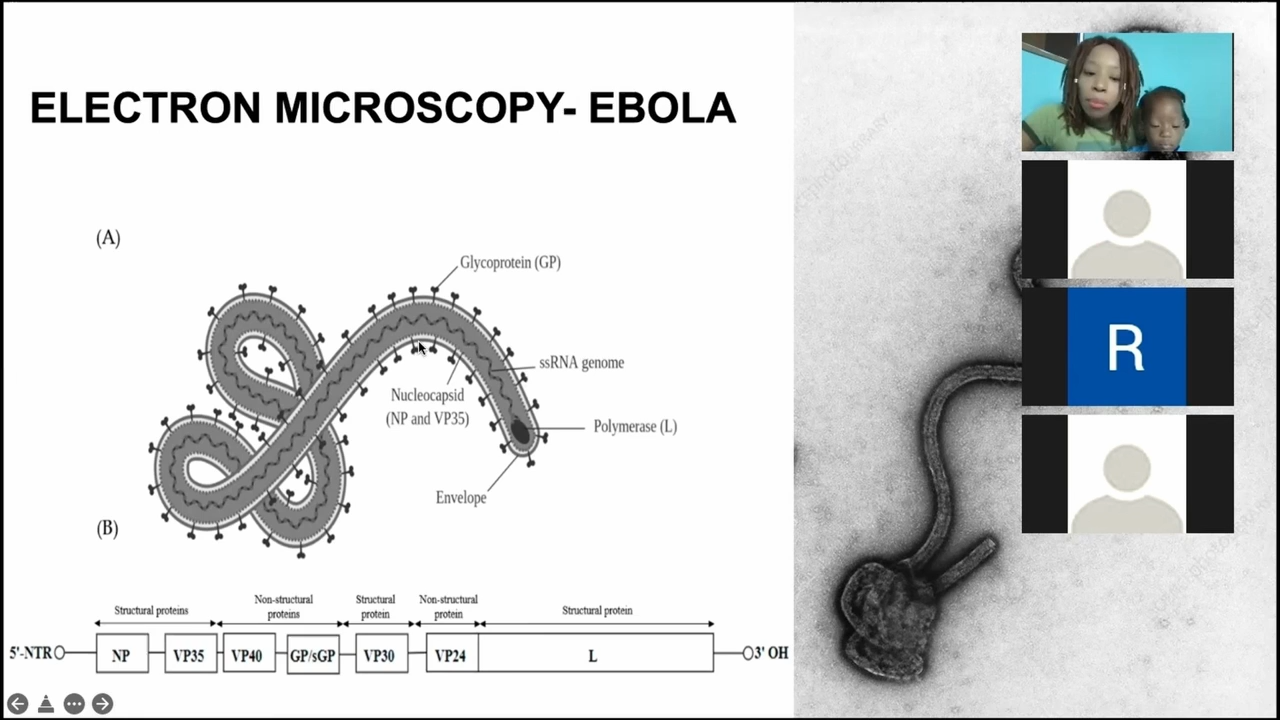 ELECTRON MICROSCOPY- EBOLA
(A)
Glycoprotein (GP)
ssRNA genome
Nucleocapsid
(NP and VP35)
Polymerase (L)
Envelope
(B)
Structural proteins
Non-structural
proteins
Structural
protein
Non-structural
protein
Structural protein
5'-NTR
NP
VP35
VP40
GP/sGP
VP30
VP24
L
3' OH
R